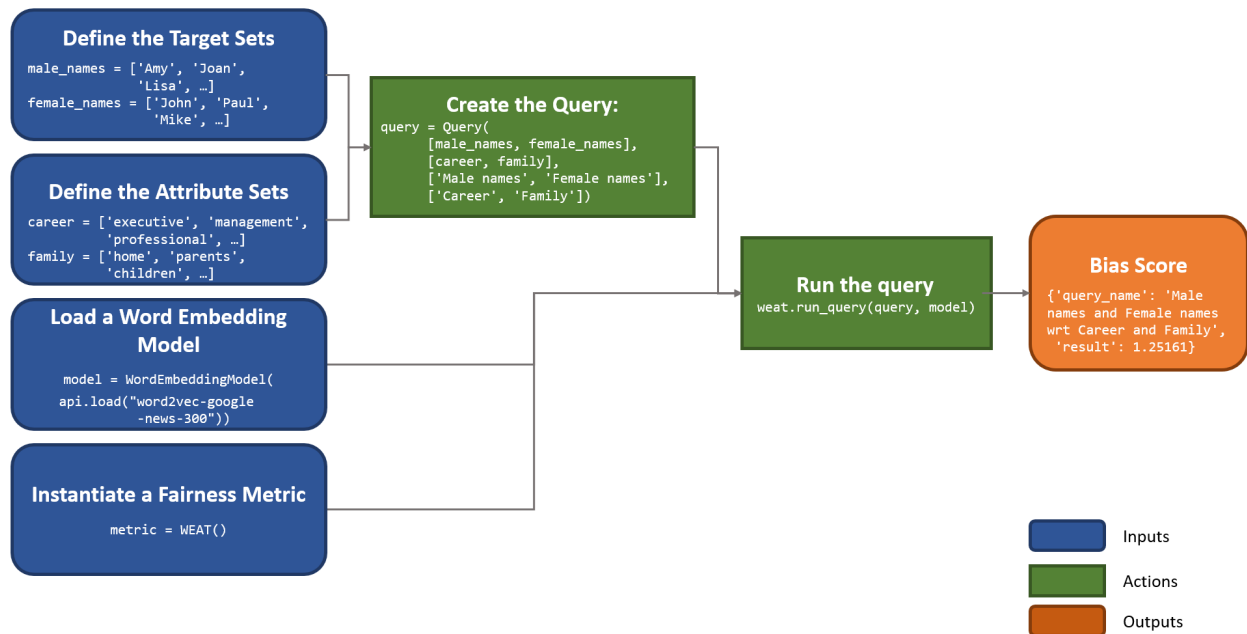 Define the Target Sets
male_names = ['Amy', 'Joan',
'Lisa', …]
female_names = ['John', 'Paul',
'Mike', …]
Define the Attribute Sets
career = ['executive', 'management',
'professional', …]
family = ['home', 'parents',
'children', …]
Load a Word Embedding
Model
model = WordEmbeddingModel(
api.load("word2vec-google
-news-300"))
Instantiate a Fairness Metric
metric = WEAT()
Create the Query:
query = Query(
[male_names, female_names],
[career, family],
['Male names', 'Female names'],
['Career', 'Family'])
Run the query
weat.run_query(query, model)
Bias Score
{'query_name': 'Male
names and Female names
wrt Career and Family',
'result': 1.25161}
Inputs
Actions
Outputs